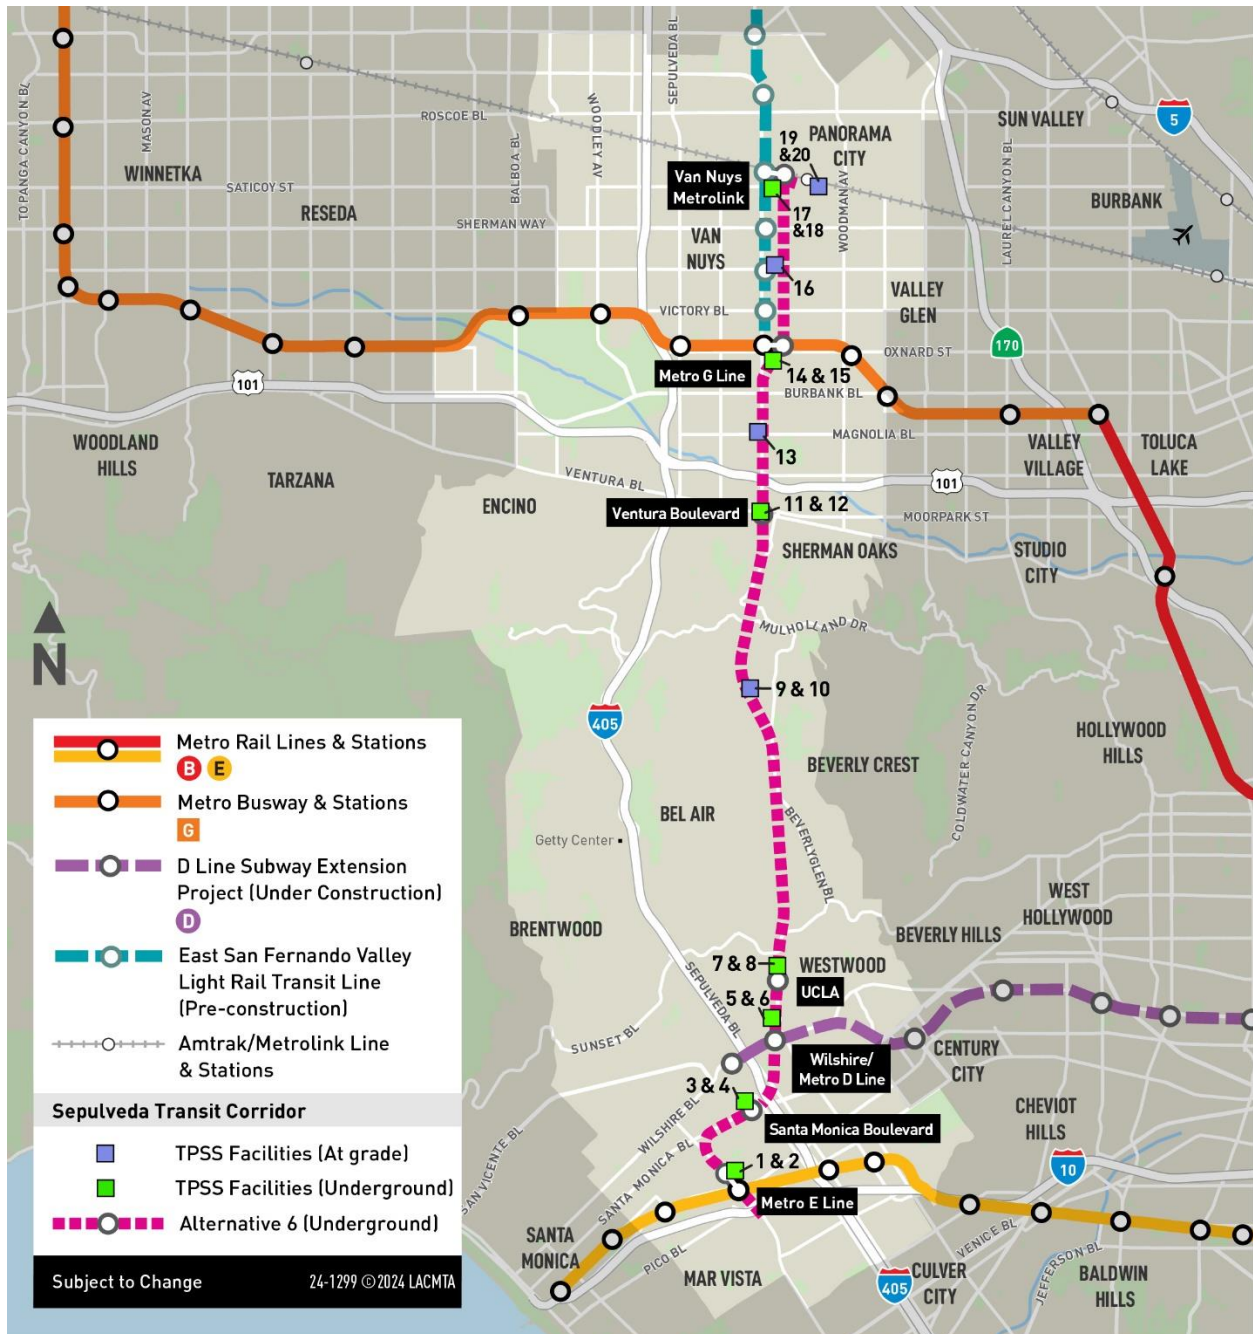 TOPANGA CANYON BL
MASON AV
ROSCOE BL
BALBOA BL
WOODLEY AV
SEPULVEDA BL
SUN VALLEY
5
WINNETKA
SATICOY ST
RESEDA
SHERMAN WAY
19
&20
PANORAMA
CITY
Van Nuys
Metrolink
17
&18
WOODMAN AV
LAUREL CANYON BL
BURBANK
VAN
NUYS
16
VICTORY BL
VALLEY
GLEN
OXNARD ST
170
101
Metro G Line
14 & 15
BURBANK BL
WOODLAND
HILLS
TARZANA
VENTURA BL
ENCINO
13
MAGNOLIA BL
VALLEY
VILLAGE
TOLUCA
LAKE
101
Ventura Boulevard
11 & 12
MOORPARK ST
SHERMAN OAKS
STUDIO
CITY
MULHOLLAND DR
N
9 & 10
405
COLDWATER CANYON DR
HOLLYWOOD
HILLS
BEVERLY CREST
BEL AIR
BEVERLY GLEN BL
Getty Center
WEST
HOLLYWOOD
BRENTWOOD
BEVERLY HILLS
7 & 8
WESTWOOD
UCLA
5 & 6
SEPULVEDA BL
SUNSET BL
Wilshire/
Metro D Line
CENTURY
CITY
3 & 4
WILSHIRE BL
Santa Monica Boulevard
CHEVIOT
HILLS
SAN VICENTE BL
SANTA MONICA BL
1 & 2
10
Metro E Line
SANTA
MONICA
PICO BL
MAR VISTA
405
CULVER
CITY
VENICE BL
JEFFERSON BL
BALDWIN
HILLS
Metro Rail Lines & Stations
B E
Metro Busway & Stations
G
D Line Subway Extension
Project (Under Construction)
D
East San Fernando Valley
Light Rail Transit Line
(Pre-construction)
Amtrak/Metrolink Line
& Stations
Sepulveda Transit Corridor
TPSS Facilities (At grade)
TPSS Facilities (Underground)
Alternative 6 (Underground)
Subject to Change
24-1299 ©2024 LACMTA